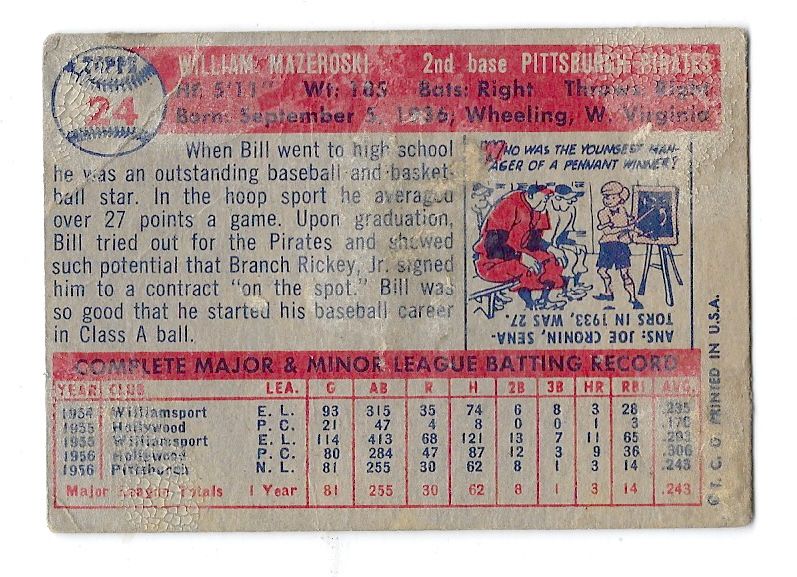 TOPPS
24
WILLIAM MAZEROSKI 2nd base PITTSBURGH PIRATES
Ht: 5'11" Wt: 185 Bats: Right Throws: Right
Born: September 5, 1936, Wheeling, W. Virginia
When Bill went to high school
he was an outstanding baseball and basket-
ball star. In the hoop sport he averaged
over 27 points a game. Upon graduation,
Bill tried out for the Pirates and showed
such potential that Branch Rickey, Jr. signed
him to a contract "on the spot." Bill was
so good that he started his baseball career
in Class A ball.
WHO WAS THE YOUNGEST MAN-
AGER OF A PENNANT WINNER?
ANS: JOE CRONIN, SENA-
TORS IN 1933, WAS 27.
COMPLETE MAJOR & MINOR LEAGUE BATTING RECORD
YEAR CLUB LEA. G AB R H 2B 3B HR RBI AVG.
1954 Williamsport E. L. 93 315 35 74 6 8 3 28 .235
1955 Hollywood P. C. 21 47 4 8 0 0 1 3 .170
1955 Williamsport E. L. 114 413 68 121 13 7 11 65 .293
1956 Hollywood P. C. 80 284 47 87 12 3 9 36 .306
1956 Pittsburgh N. L. 81 255 30 62 8 1 3 14 .243
Major League Totals 1 Year 81 255 30 62 8 1 3 14 .243
© T. C. G PRINTED IN U.S.A.